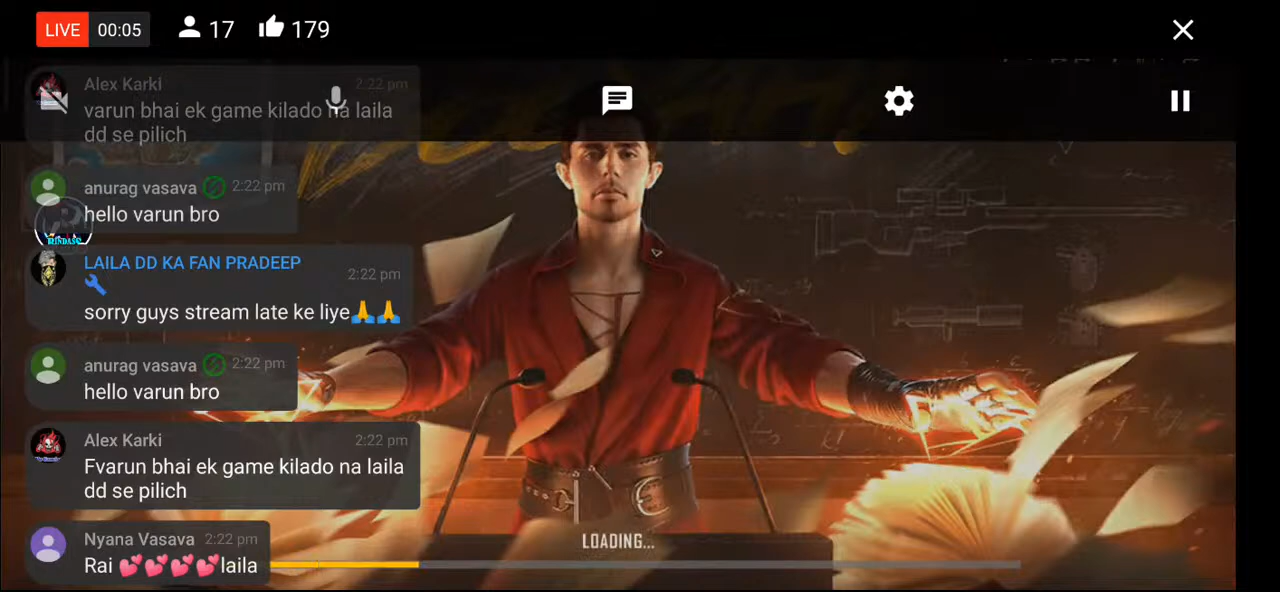 LIVE 00:05 17 179
Alex Karki 2:22 pm
varun bhai ek game kilado na laila
dd se pilich
anurag vasava 2:22 pm
hello varun bro
LAILA DD KA FAN PRADEEP
2:22 pm
sorry guys stream late ke liye🙏🙏
anurag vasava 2:22 pm
hello varun bro
Alex Karki 2:22 pm
Fvarun bhai ek game kilado na laila
dd se pilich
Nyana Vasava 2:22 pm
Rai 💕💕💕💕laila
LOADING...